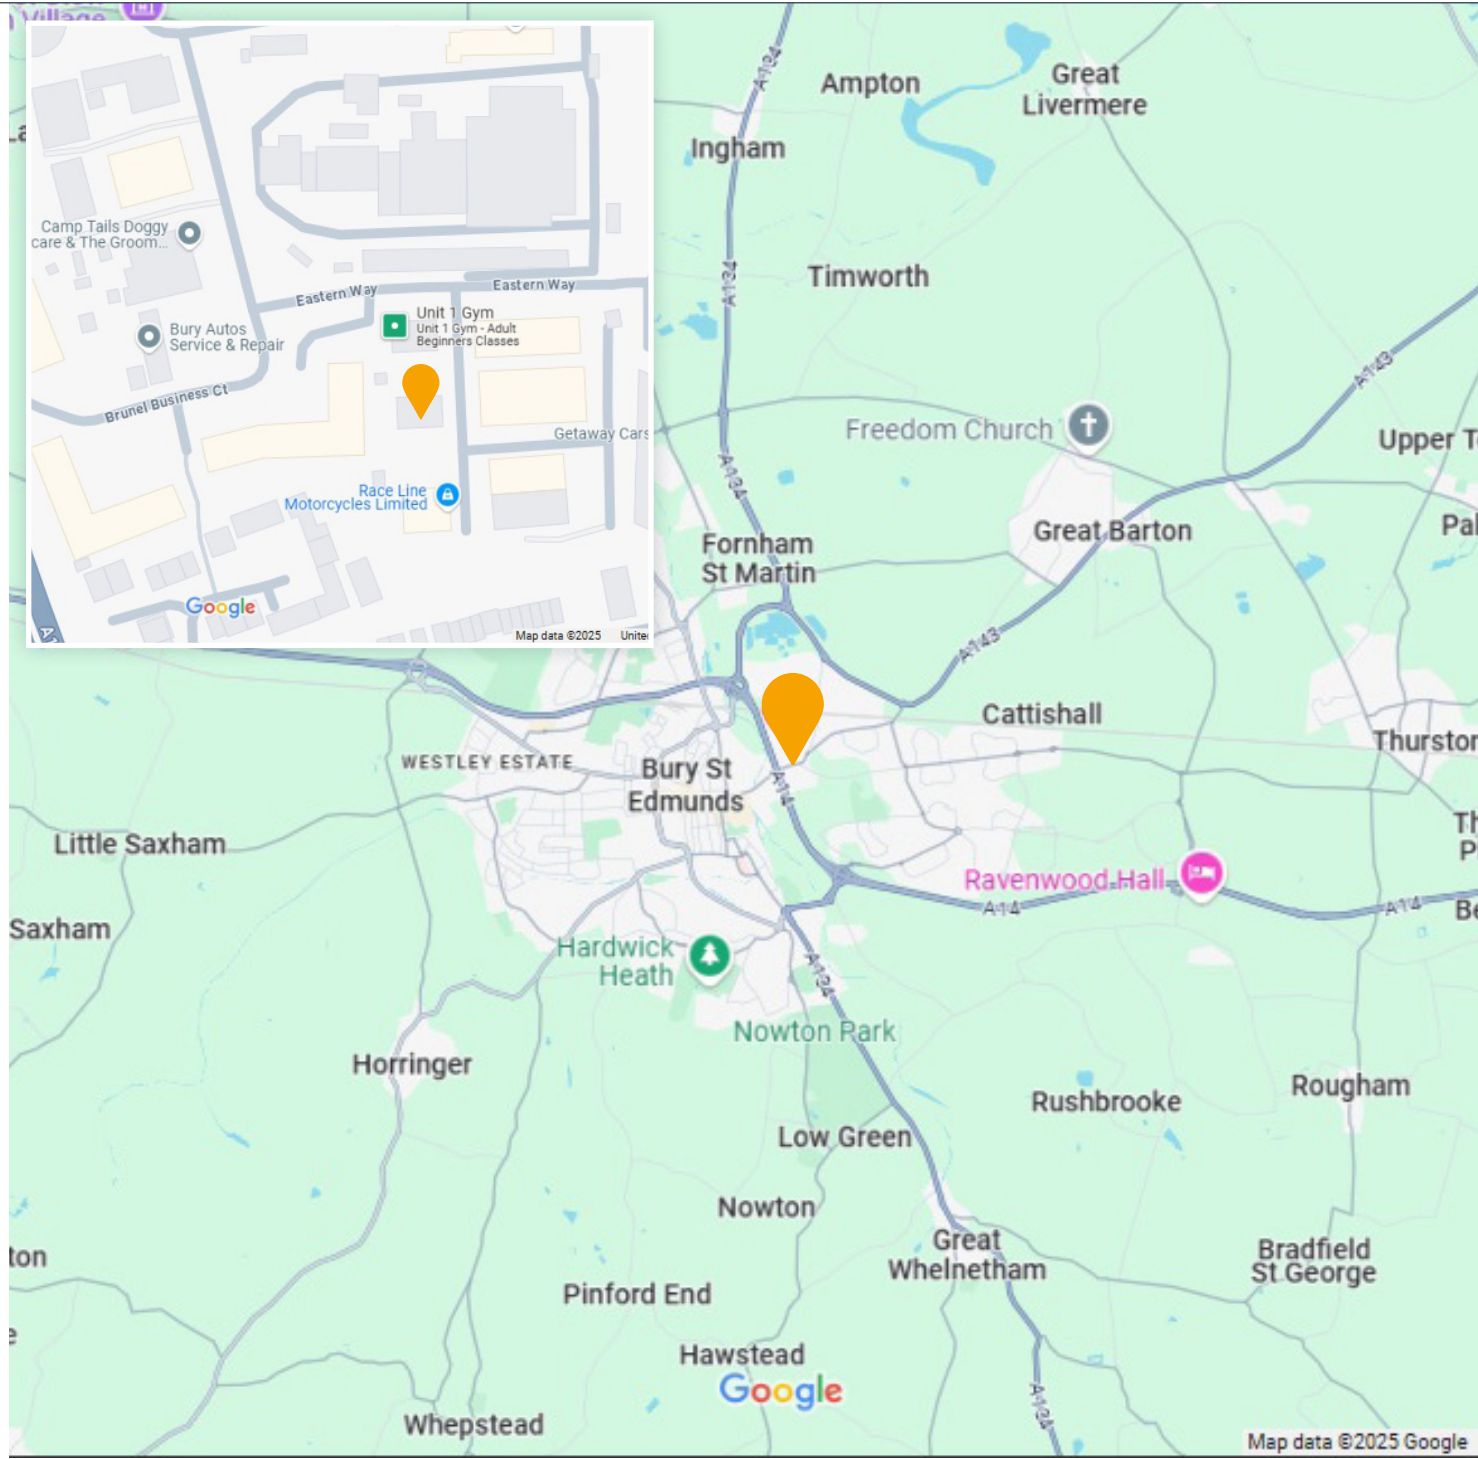 Village
Camp Tails Doggy
care & The Groom...
Eastern Way
Eastern Way
Unit 1 Gym
Unit 1 Gym - Adult
Beginners Classes
Bury Autos
Service & Repair
Brunel Business Ct
Getaway Cars
Race Line
Motorcycles Limited
Google
Map data ©2025
A134
Ampton
Great
Livermere
Ingham
A134
Timworth
A143
Freedom Church
Upper T
A134
Great Barton
Pal
Fornham
St Martin
A143
Cattishall
Thurston
WESTLEY ESTATE
Bury St
Edmunds
A14
Little Saxham
Th
P
Ravenwood Hall
A14
A14
Be
Saxham
Hardwick
Heath
A134
Nowton Park
Horringer
Rushbrooke
Rougham
Low Green
Nowton
Great
Whelnetham
Bradfield
St George
ton
Pinford End
Hawstead
Google
A134
Whepstead
Map data ©2025 Google